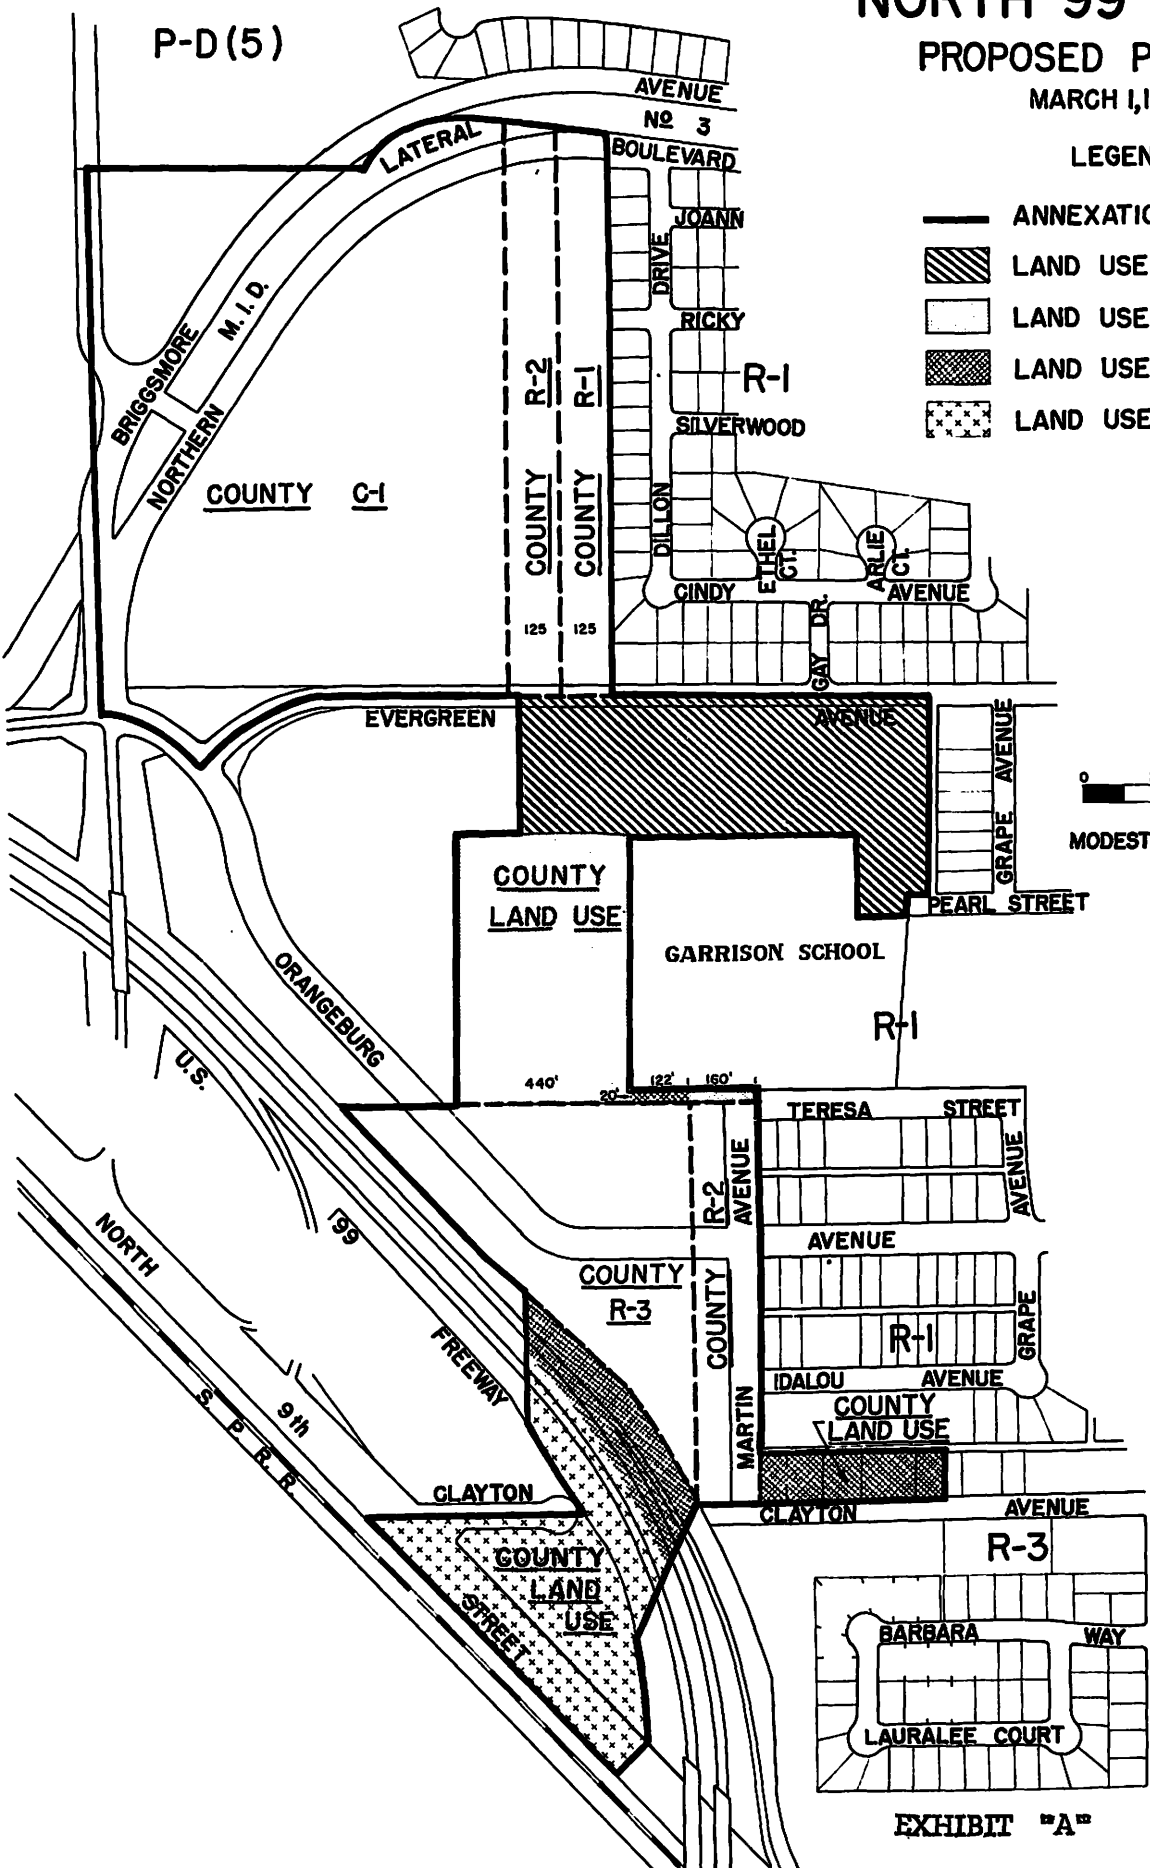 NORTH 99
P-D(5)
PROPOSED P
MARCH 1,1
LEGEN
ANNEXATIO
LAND USE
LAND USE
LAND USE
LAND USE
AVENUE
Nº 3
LATERAL
BOULEVARD
JOANN
DRIVE
RICKY
R-1
SILVERWOOD
M. I. D.
BRIGGSMORE
NORTHERN
COUNTY C-1
COUNTY R-2
COUNTY R-1
125
125
DILLON
ETHEL CT.
ARLIE CT.
CINDY
AVENUE
GAY DR.
EVERGREEN
AVENUE
GRAPE AVENUE
0
MODEST
COUNTY
LAND USE
PEARL STREET
GARRISON SCHOOL
R-1
ORANGEBURG
U.S.
440'
20'
122'
160'
TERESA STREET
AVENUE
AVENUE
R-2
NORTH
199
AVENUE
COUNTY
R-3
COUNTY
R-1
GRAPE
FREEWAY
IDALOU AVENUE
COUNTY
LAND USE
MARTIN
9th
S. P. R. R.
CLAYTON
CLAYTON
AVENUE
R-3
COUNTY
LAND
USE
STREET
BARBARA WAY
LAURALEE COURT
EXHIBIT "A"